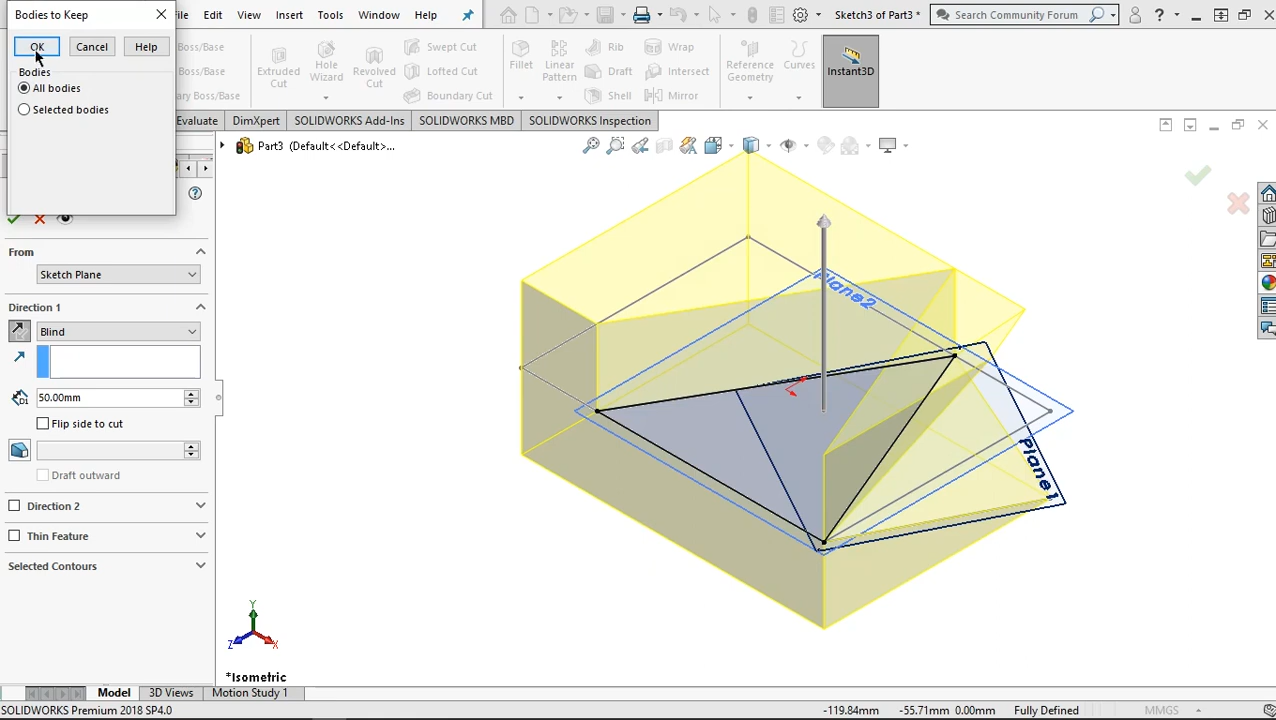 Bodies to Keep
File Edit View Insert Tools Window Help
Sketch3 of Part3 *
Search Community Forum
OK Cancel Help
Bodies
All bodies
Selected bodies
Boss/Base
Boss/Base
Boss/Base
Extruded Cut
Hole Wizard
Revolved Cut
Swept Cut
Lofted Cut
Boundary Cut
Fillet
Linear Pattern
Rib
Draft
Shell
Wrap
Intersect
Mirror
Reference Geometry
Curves
Instant3D
Evaluate DimXpert SOLIDWORKS Add-Ins SOLIDWORKS MBD SOLIDWORKS Inspection
Part3 (Default<<Default>...
From
Sketch Plane
Direction 1
Blind
D1
50.00mm
Flip side to cut
Draft outward
Direction 2
Thin Feature
Selected Contours
Plane2
Plane1
Y
Z
X
*Isometric
Model 3D Views Motion Study 1
SOLIDWORKS Premium 2018 SP4.0
-119.84mm -55.71mm 0.00mm Fully Defined MMGS